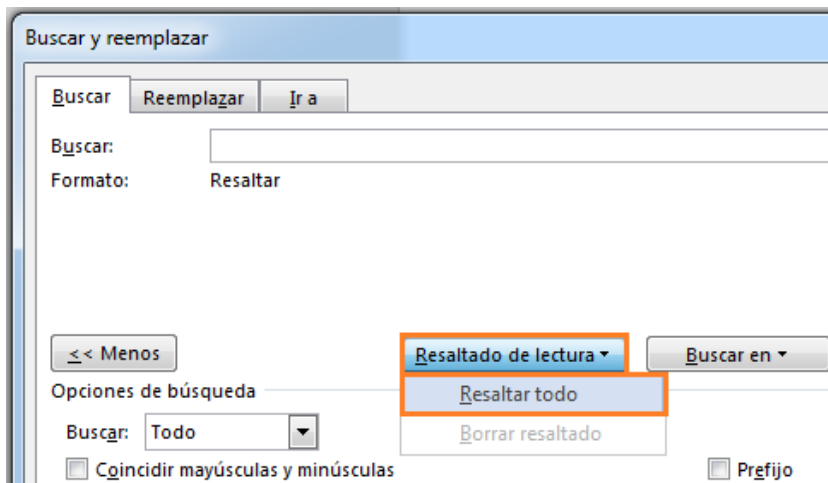 Buscar y reemplazar
Buscar Reemplazar Ir a
Buscar:
Formato: Resaltar
<< Menos Resaltado de lectura Buscar en
Opciones de búsqueda Resaltar todo
Buscar: Todo Borrar resaltado
Coincidir mayúsculas y minúsculas Prefijo